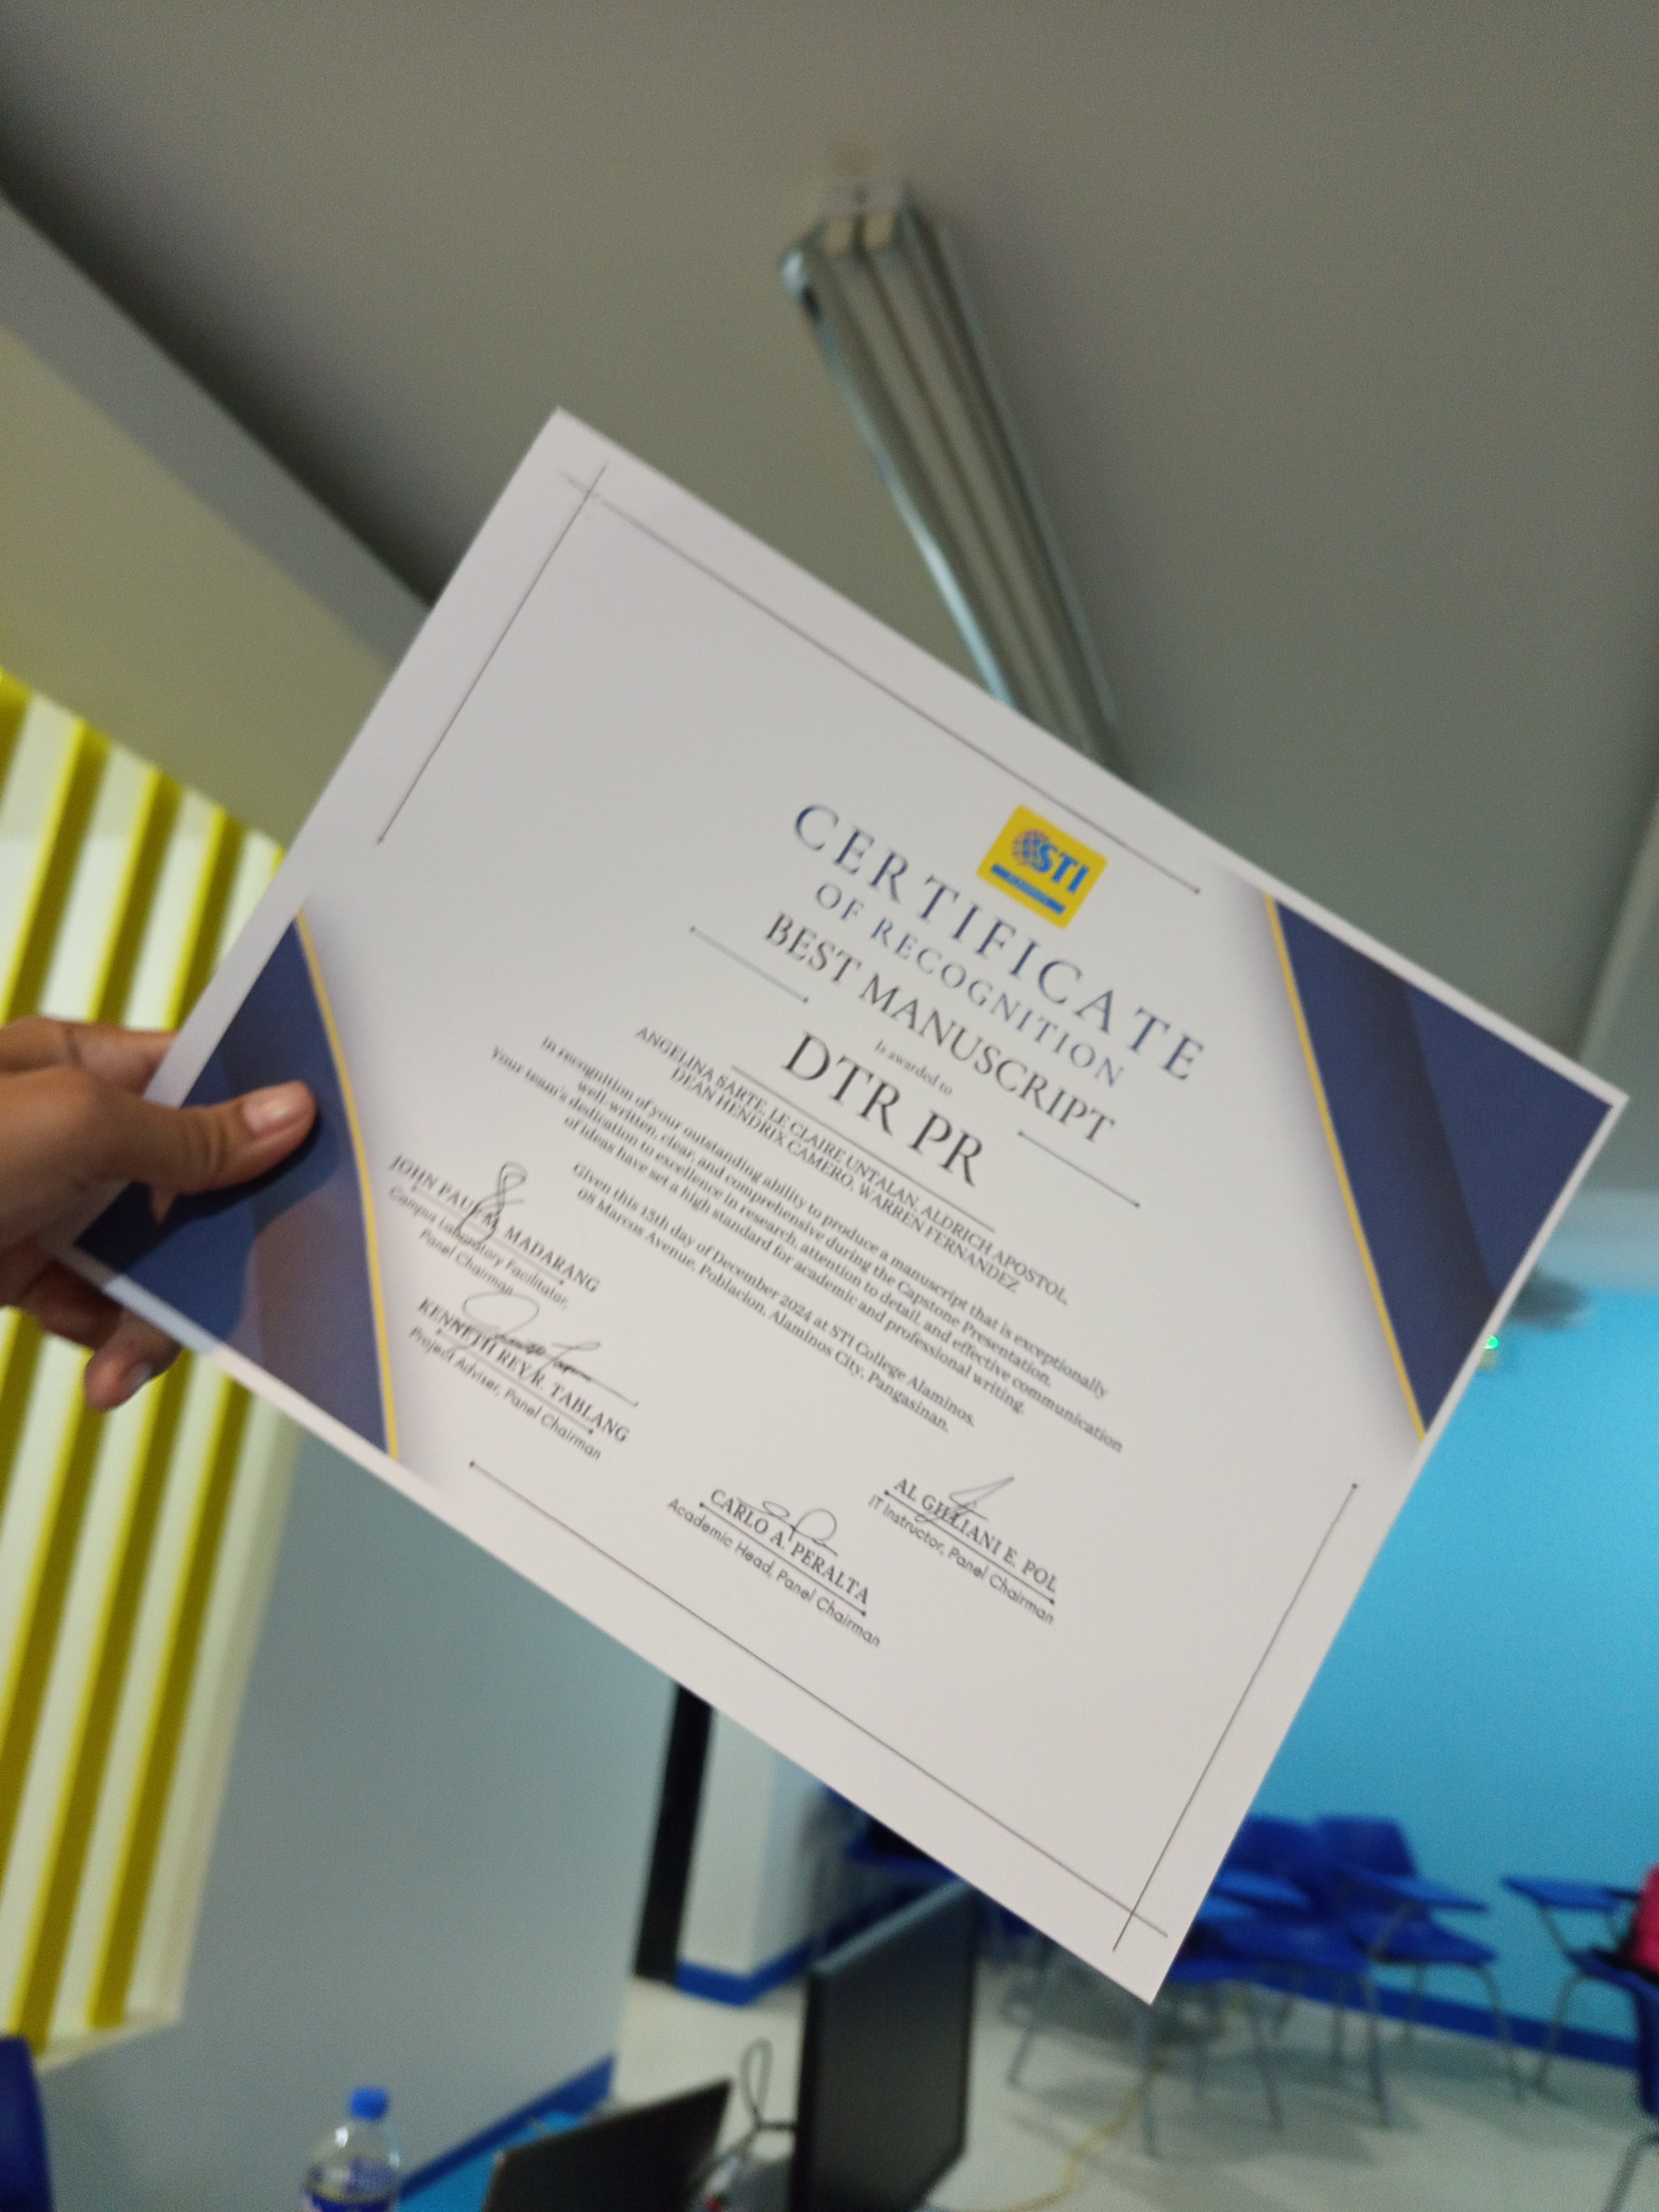 STI
CERTIFICATE
OF RECOGNITION
BEST MANUSCRIPT
Is awarded to
DTR PR
ANGELINA SARTE, LE CLAIRE UNTALAN, ALDRICH APOSTOL,
DEAN HENDRIX CAMERO, WARREN FERNANDEZ
In recognition of your outstanding ability to produce a manuscript that is exceptionally
well-written, clear, and comprehensive during the Capstone Presentation.
Your team's dedication to excellence in research, attention to detail, and effective communication
of ideas have set a high standard for academic and professional writing.
Given this 13th day of December 2024 at STI College Alaminos.
08 Marcos Avenue, Poblacion, Alaminos City, Pangasinan.
JOHN PAUL M. MADARANG
Campus Laboratory Facilitator,
Panel Chairman
KENNETH REY R. TABLANG
Project Adviser, Panel Chairman
CARLO A. PERALTA
Academic Head, Panel Chairman
AL GIULIANI E. POL
IT Instructor, Panel Chairman